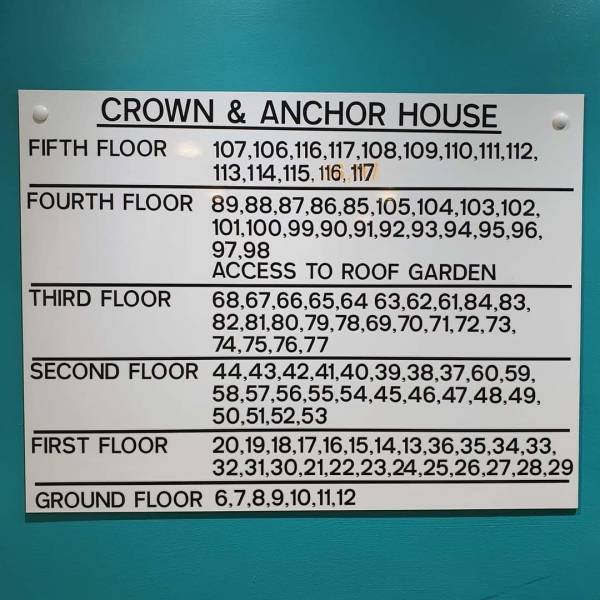 CROWN & ANCHOR HOUSE
FIFTH FLOOR 107,106,116,117,108,109,110,111,112,
113,114,115, 116, 117
FOURTH FLOOR 89,88,87,86,85,105,104,103,102,
101,100,99,90,91,92,93,94,95,96,
97,98
ACCESS TO ROOF GARDEN
THIRD FLOOR 68,67,66,65,64 63,62,61,84,83,
82,81,80,79,78,69,70,71,72,73,
74,75,76,77
SECOND FLOOR 44,43,42,41,40,39,38,37,60,59,
58,57,56,55,54,45,46,47,48,49,
50,51,52,53
FIRST FLOOR 20,19,18,17,16,15,14,13,36,35,34,33,
32,31,30,21,22,23,24,25,26,27,28,29
GROUND FLOOR 6,7,8,9,10,11,12